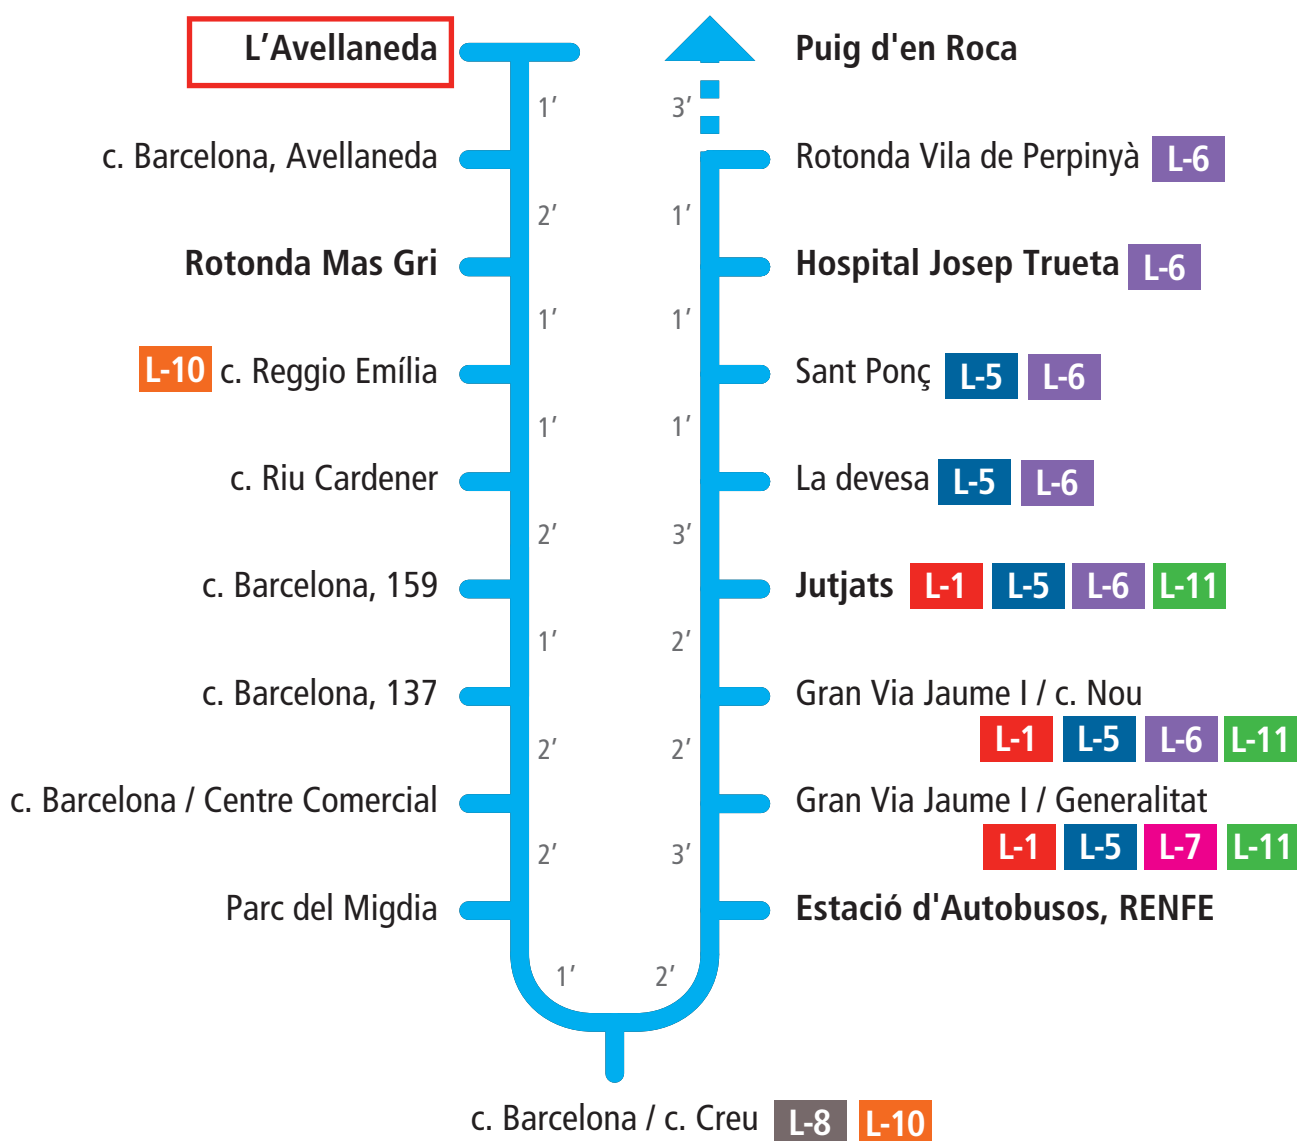 L’Avellaneda
1’
c. Barcelona, Avellaneda
2’
Rotonda Mas Gri
1’
L-10 c. Reggio Emília
1’
c. Riu Cardener
2’
c. Barcelona, 159
1’
c. Barcelona, 137
2’
c. Barcelona / Centre Comercial
2’
Parc del Migdia
1’
c. Barcelona / c. Creu L-8 L-10
2’
Estació d'Autobusos, RENFE
3’
Gran Via Jaume I / Generalitat
L-1 L-5 L-7 L-11
2’
Gran Via Jaume I / c. Nou
L-1 L-5 L-6 L-11
2’
Jutjats L-1 L-5 L-6 L-11
3’
La devesa L-5 L-6
1’
Sant Ponç L-5 L-6
1’
Hospital Josep Trueta L-6
1’
Rotonda Vila de Perpinyà L-6
3’
Puig d'en Roca